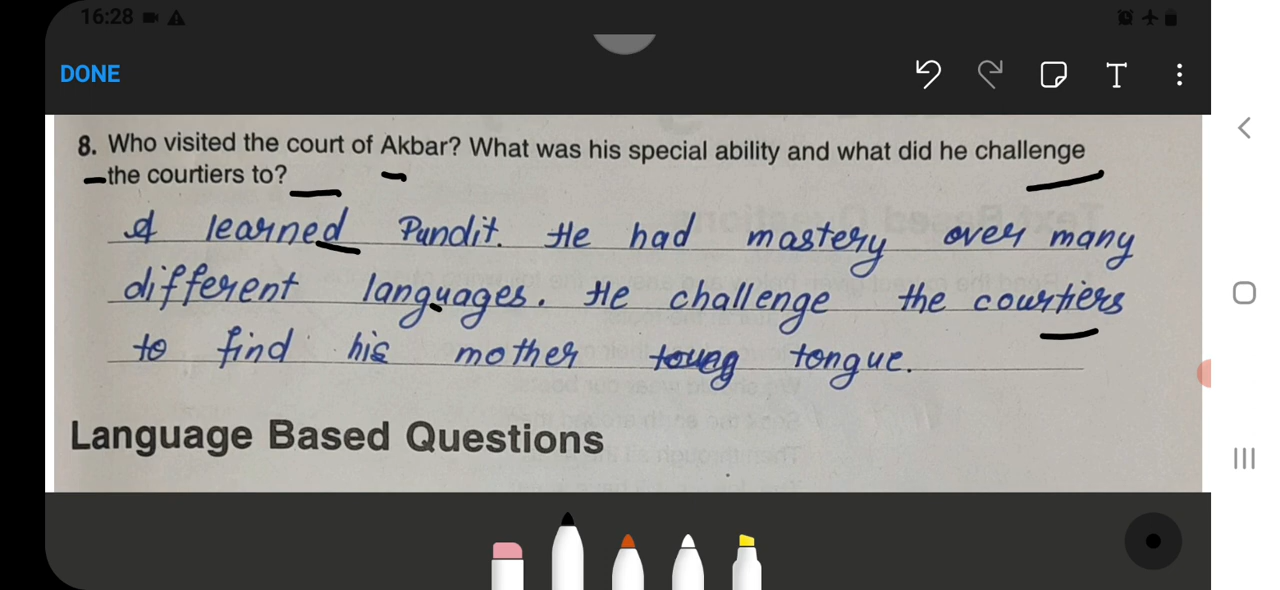 16:28
DONE
T
8. Who visited the court of Akbar? What was his special ability and what did he challenge
the courtiers to?
A learned Pundit. He had mastery over many
different languages. He challenge the courtiers
to find his mother toung tongue.
Language Based Questions